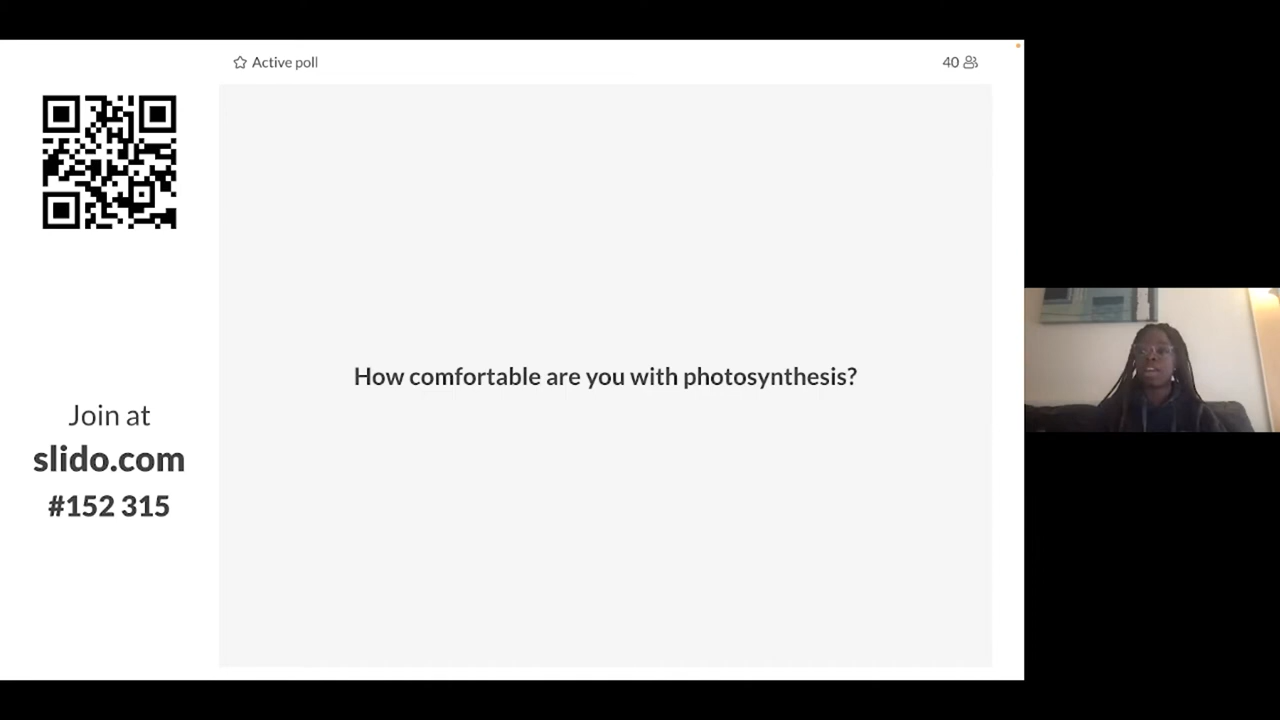 Active poll
40
How comfortable are you with photosynthesis?
Join at
slido.com
#152 315